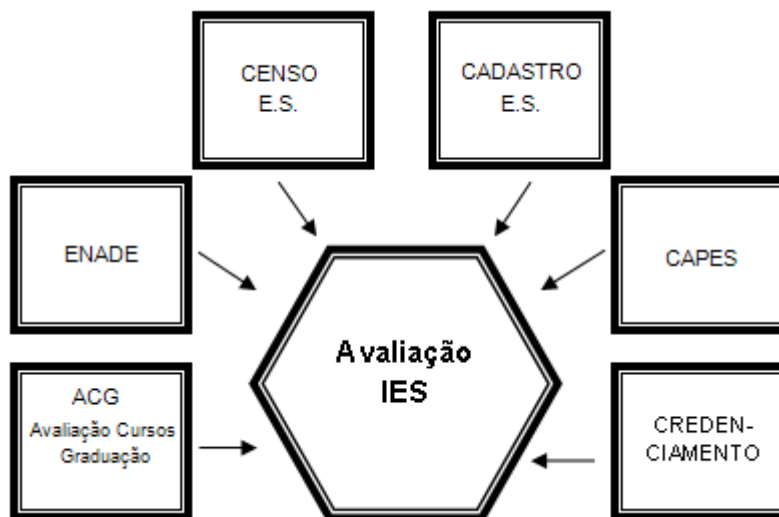 CENSO
E.S.
CADASTRO
E.S.
ENADE
CAPES
Avaliação
IES
ACG
Avaliação Cursos
Graduação
CREDEN-
CIAMENTO